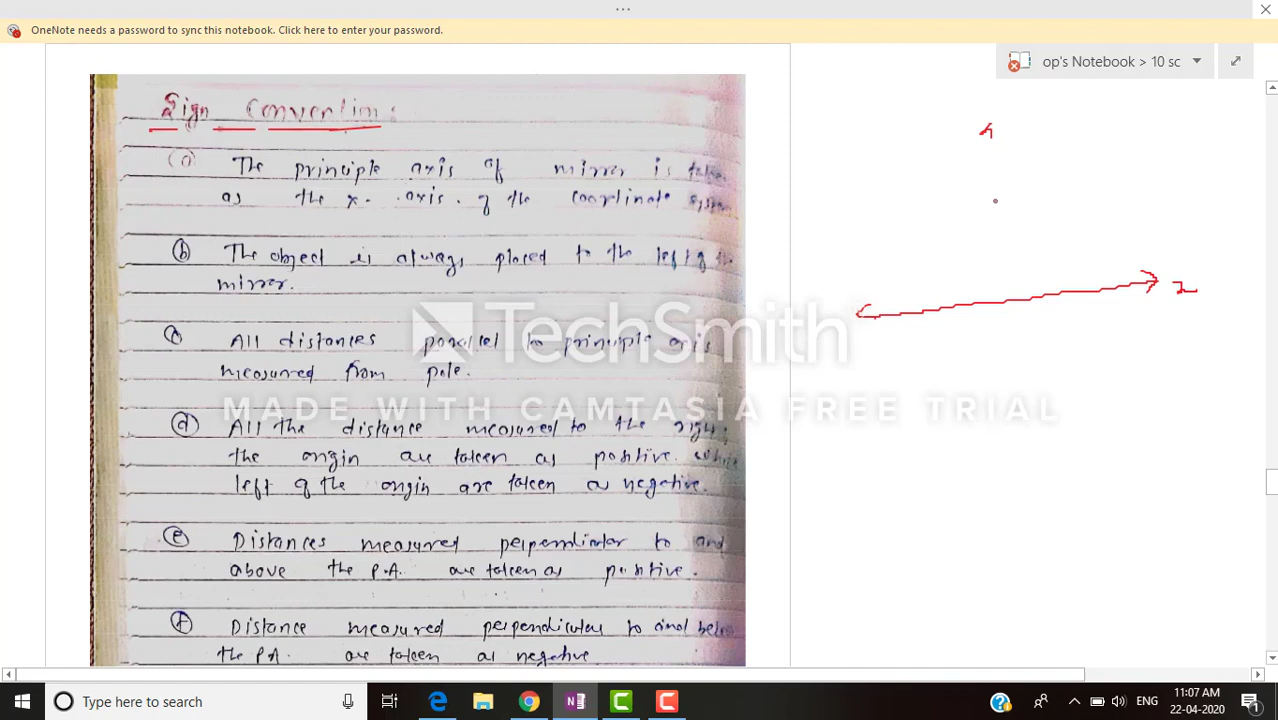 OneNote needs a password to sync this notebook. Click here to enter your password.
op's Notebook > 10 sc
Sign Convention :
(a) The principle axis of mirror is taken
as the x- axis. of the coordinate system
(b) The object is always placed to the left of the
mirror.
All distances parallel to principle axis
measured from pole.
(d) All the distance measured to the right
the origin are taken as positive. while
left of the origin are taken as negative.
(e) Distances measured perpendicular to and
above the P.A. are taken as positive.
(f) Distance measured perpendicular to and below
the P.A. are taken as negative
TechSmith
MADE WITH CAMTASIA FREE TRIAL
Type here to search
ENG
11:07 AM
22-04-2020
1